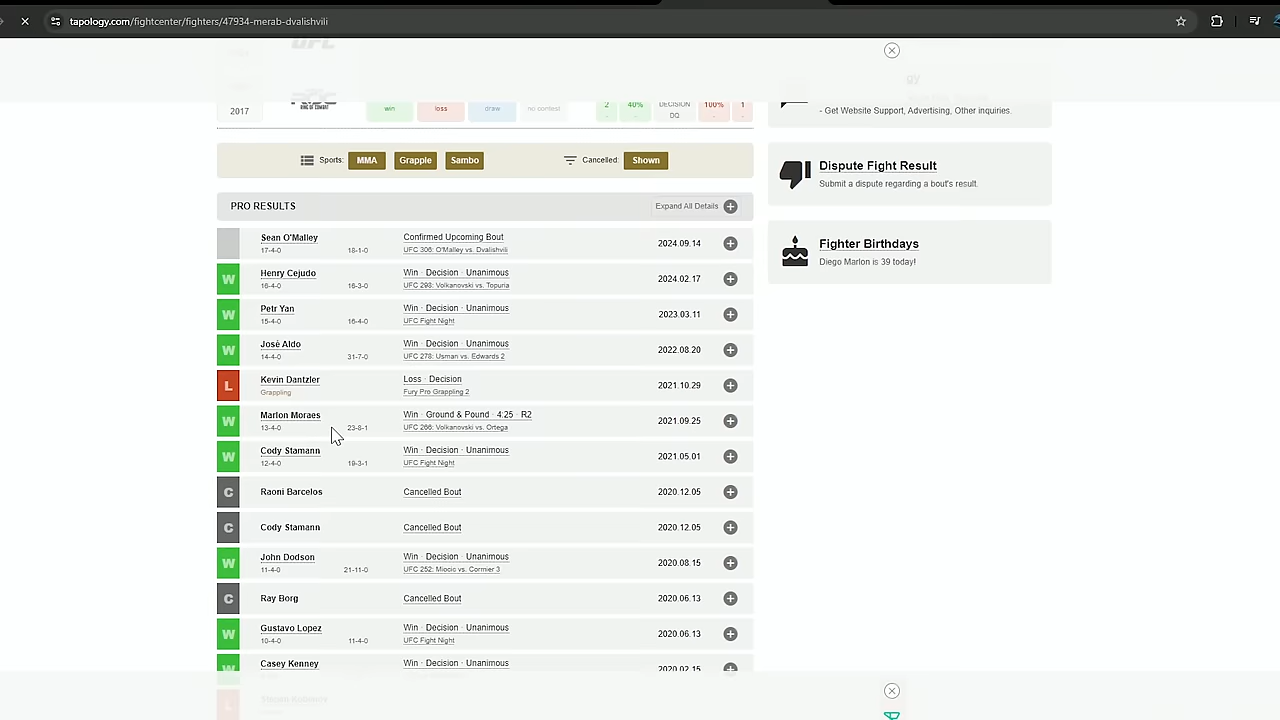 tapology.com/fightcenter/fighters/47934-merab-dvalishvili
UFC
gy
2017
RING OF COMBAT
win
loss
draw
no contest
2
40%
DECISION
100%
1
DQ
- Get Website Support, Advertising, Other inquiries.
Sports: MMA Grapple Sambo Cancelled: Shown
Dispute Fight Result
Submit a dispute regarding a bout's result.
PRO RESULTS Expand All Details
Fighter Birthdays
Diego Marlon is 39 today!
Sean O'Malley Confirmed Upcoming Bout 2024.09.14
17-4-0 18-1-0 UFC 306: O'Malley vs. Dvalishvili
W Henry Cejudo Win · Decision · Unanimous 2024.02.17
16-4-0 16-3-0 UFC 298: Volkanovski vs. Topuria
W Petr Yan Win · Decision · Unanimous 2023.03.11
15-4-0 16-4-0 UFC Fight Night
W José Aldo Win · Decision · Unanimous 2022.08.20
14-4-0 31-7-0 UFC 278: Usman vs. Edwards 2
L Kevin Dantzler Loss · Decision 2021.10.29
Grappling Fury Pro Grappling 2
W Marlon Moraes Win · Ground & Pound · 4:25 · R2 2021.09.25
13-4-0 23-8-1 UFC 266: Volkanovski vs. Ortega
W Cody Stamann Win · Decision · Unanimous 2021.05.01
12-4-0 19-3-1 UFC Fight Night
C Raoni Barcelos Cancelled Bout 2020.12.05
C Cody Stamann Cancelled Bout 2020.12.05
W John Dodson Win · Decision · Unanimous 2020.08.15
11-4-0 21-11-0 UFC 252: Miocic vs. Cormier 3
C Ray Borg Cancelled Bout 2020.06.13
W Gustavo Lopez Win · Decision · Unanimous 2020.06.13
10-4-0 11-4-0 UFC Fight Night
W Casey Kenney Win · Decision · Unanimous 2020.02.15